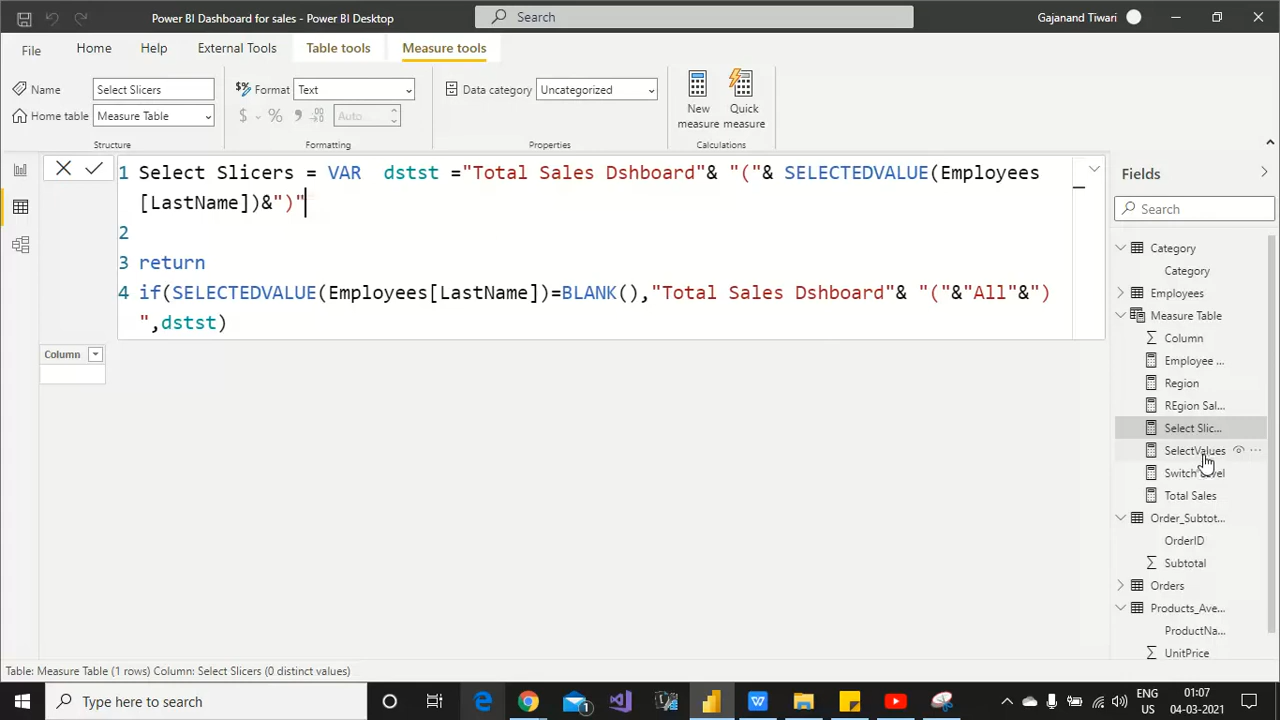 Power BI Dashboard for sales - Power BI Desktop
Search
Gajanand Tiwari
File
Home
Help
External Tools
Table tools
Measure tools
Name
Select Slicers
Home table
Measure Table
Structure
Format
Text
$
%
Auto...
Formatting
Data category
Uncategorized
Properties
New measure
Quick measure
Calculations
1 Select Slicers = VAR  dstst ="Total Sales Dshboard"& "("& SELECTEDVALUE(Employees
[LastName])&")"
2
3 return
4 if(SELECTEDVALUE(Employees[LastName])=BLANK(),"Total Sales Dshboard"& "("&"All"&")
",dstst)
Column
Fields
Search
Category
Category
Employees
Measure Table
Column
Employee ...
Region
REgion Sal...
Select Slic...
SelectValues
Switch Level
Total Sales
Order_Subtot...
OrderID
Subtotal
Orders
Products_Ave...
ProductNa...
UnitPrice
Table: Measure Table (1 rows) Column: Select Slicers (0 distinct values)
Type here to search
1
ENG
US
01:07
04-03-2021